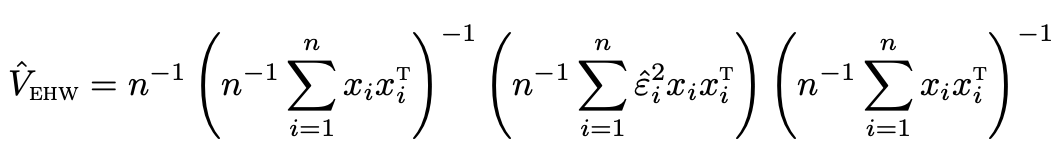 $\hat{V}_{\text{EHW}} = n^{-1} \left( n^{-1} \sum_{i=1}^{n} x_i x_i^{\text{T}} \right)^{-1} \left( n^{-1} \sum_{i=1}^{n} \hat{\varepsilon}_i^2 x_i x_i^{\text{T}} \right) \left( n^{-1} \sum_{i=1}^{n} x_i x_i^{\text{T}} \right)^{-1}$